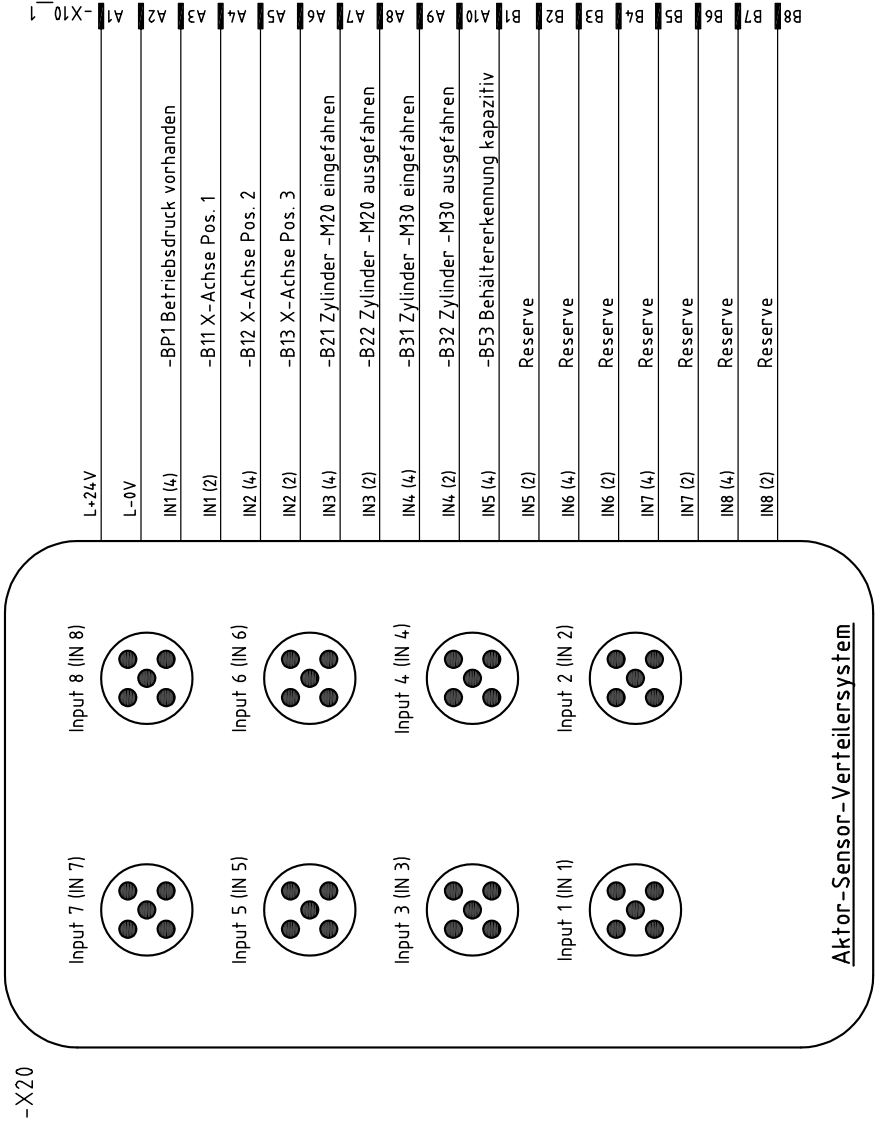 -X10_1
A1
A2
A3
A4
A5
A6
A7
A8
A9
A10
B1
B2
B3
B4
B5
B6
B7
B8
L+24V
L-0V
IN1 (4) -BP1 Betriebsdruck vorhanden
IN1 (2) -B11 X-Achse Pos. 1
IN2 (4) -B12 X-Achse Pos. 2
IN2 (2) -B13 X-Achse Pos. 3
IN3 (4) -B21 Zylinder -M20 eingefahren
IN3 (2) -B22 Zylinder -M20 ausgefahren
IN4 (4) -B31 Zylinder -M30 eingefahren
IN4 (2) -B32 Zylinder -M30 ausgefahren
IN5 (4) -B53 Behältererkennung kapazitiv
IN5 (2) Reserve
IN6 (4) Reserve
IN6 (2) Reserve
IN7 (4) Reserve
IN7 (2) Reserve
IN8 (4) Reserve
IN8 (2) Reserve
-X20
Input 7 (IN 7)
Input 8 (IN 8)
Input 5 (IN 5)
Input 6 (IN 6)
Input 3 (IN 3)
Input 4 (IN 4)
Input 1 (IN 1)
Input 2 (IN 2)
Aktor-Sensor-Verteilersystem